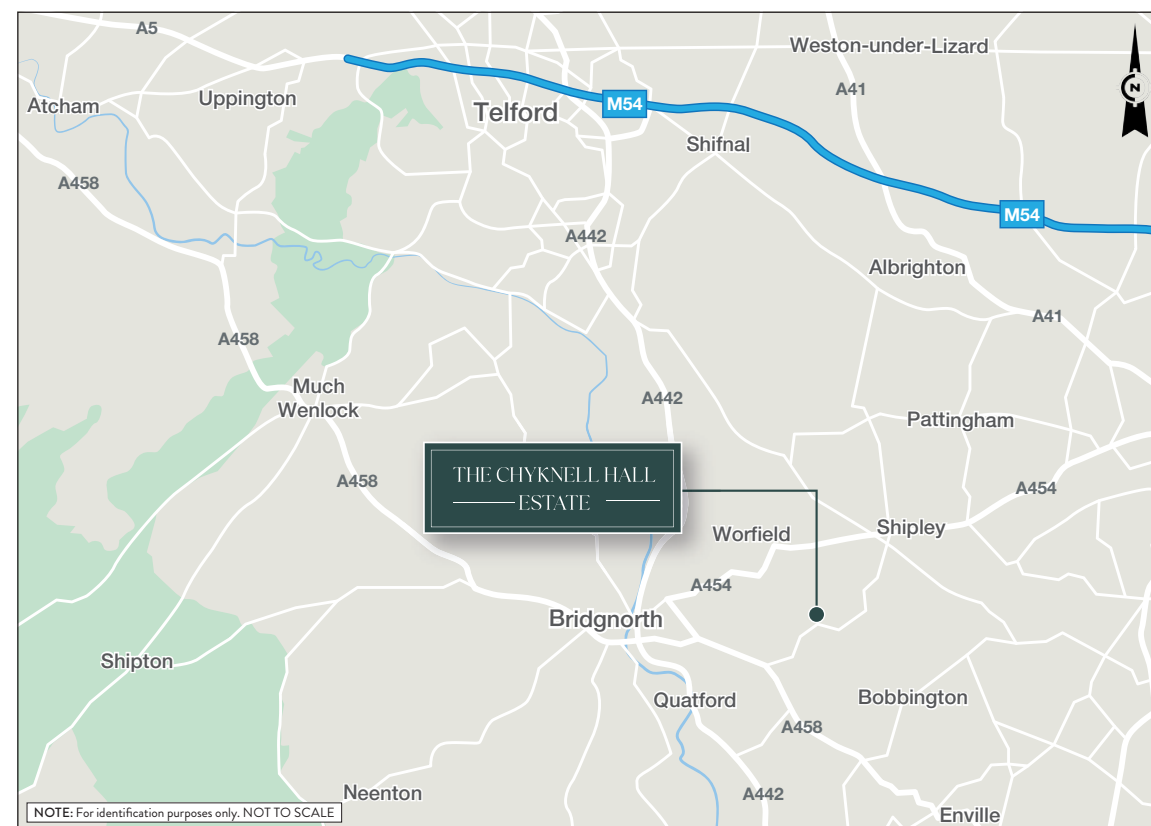 A5
Weston-under-Lizard
A41
Atcham
Uppington
Telford
M54
N
Shifnal
A458
M54
A442
Albrighton
A41
A458
Much
Wenlock
A442
Pattingham
THE CHYKNELL HALL
ESTATE
A458
A454
Worfield
Shipley
A454
Bridgnorth
Shipton
Quatford
Bobbington
A458
Neenton
A442
Enville
NOTE: For identification purposes only. NOT TO SCALE